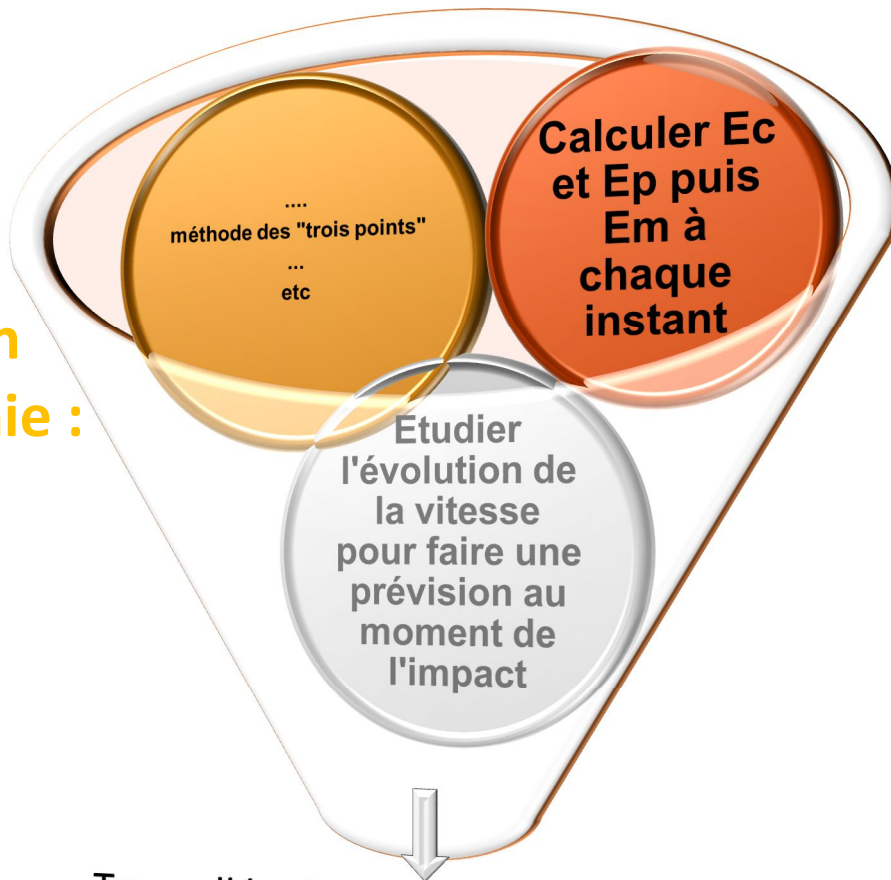 ....
méthode des "trois points"
...
etc
Calculer Ec
et Ep puis
Em à
chaque
instant
ie :
Etudier
l'évolution de
la vitesse
pour faire une
prévision au
moment de
l'impact